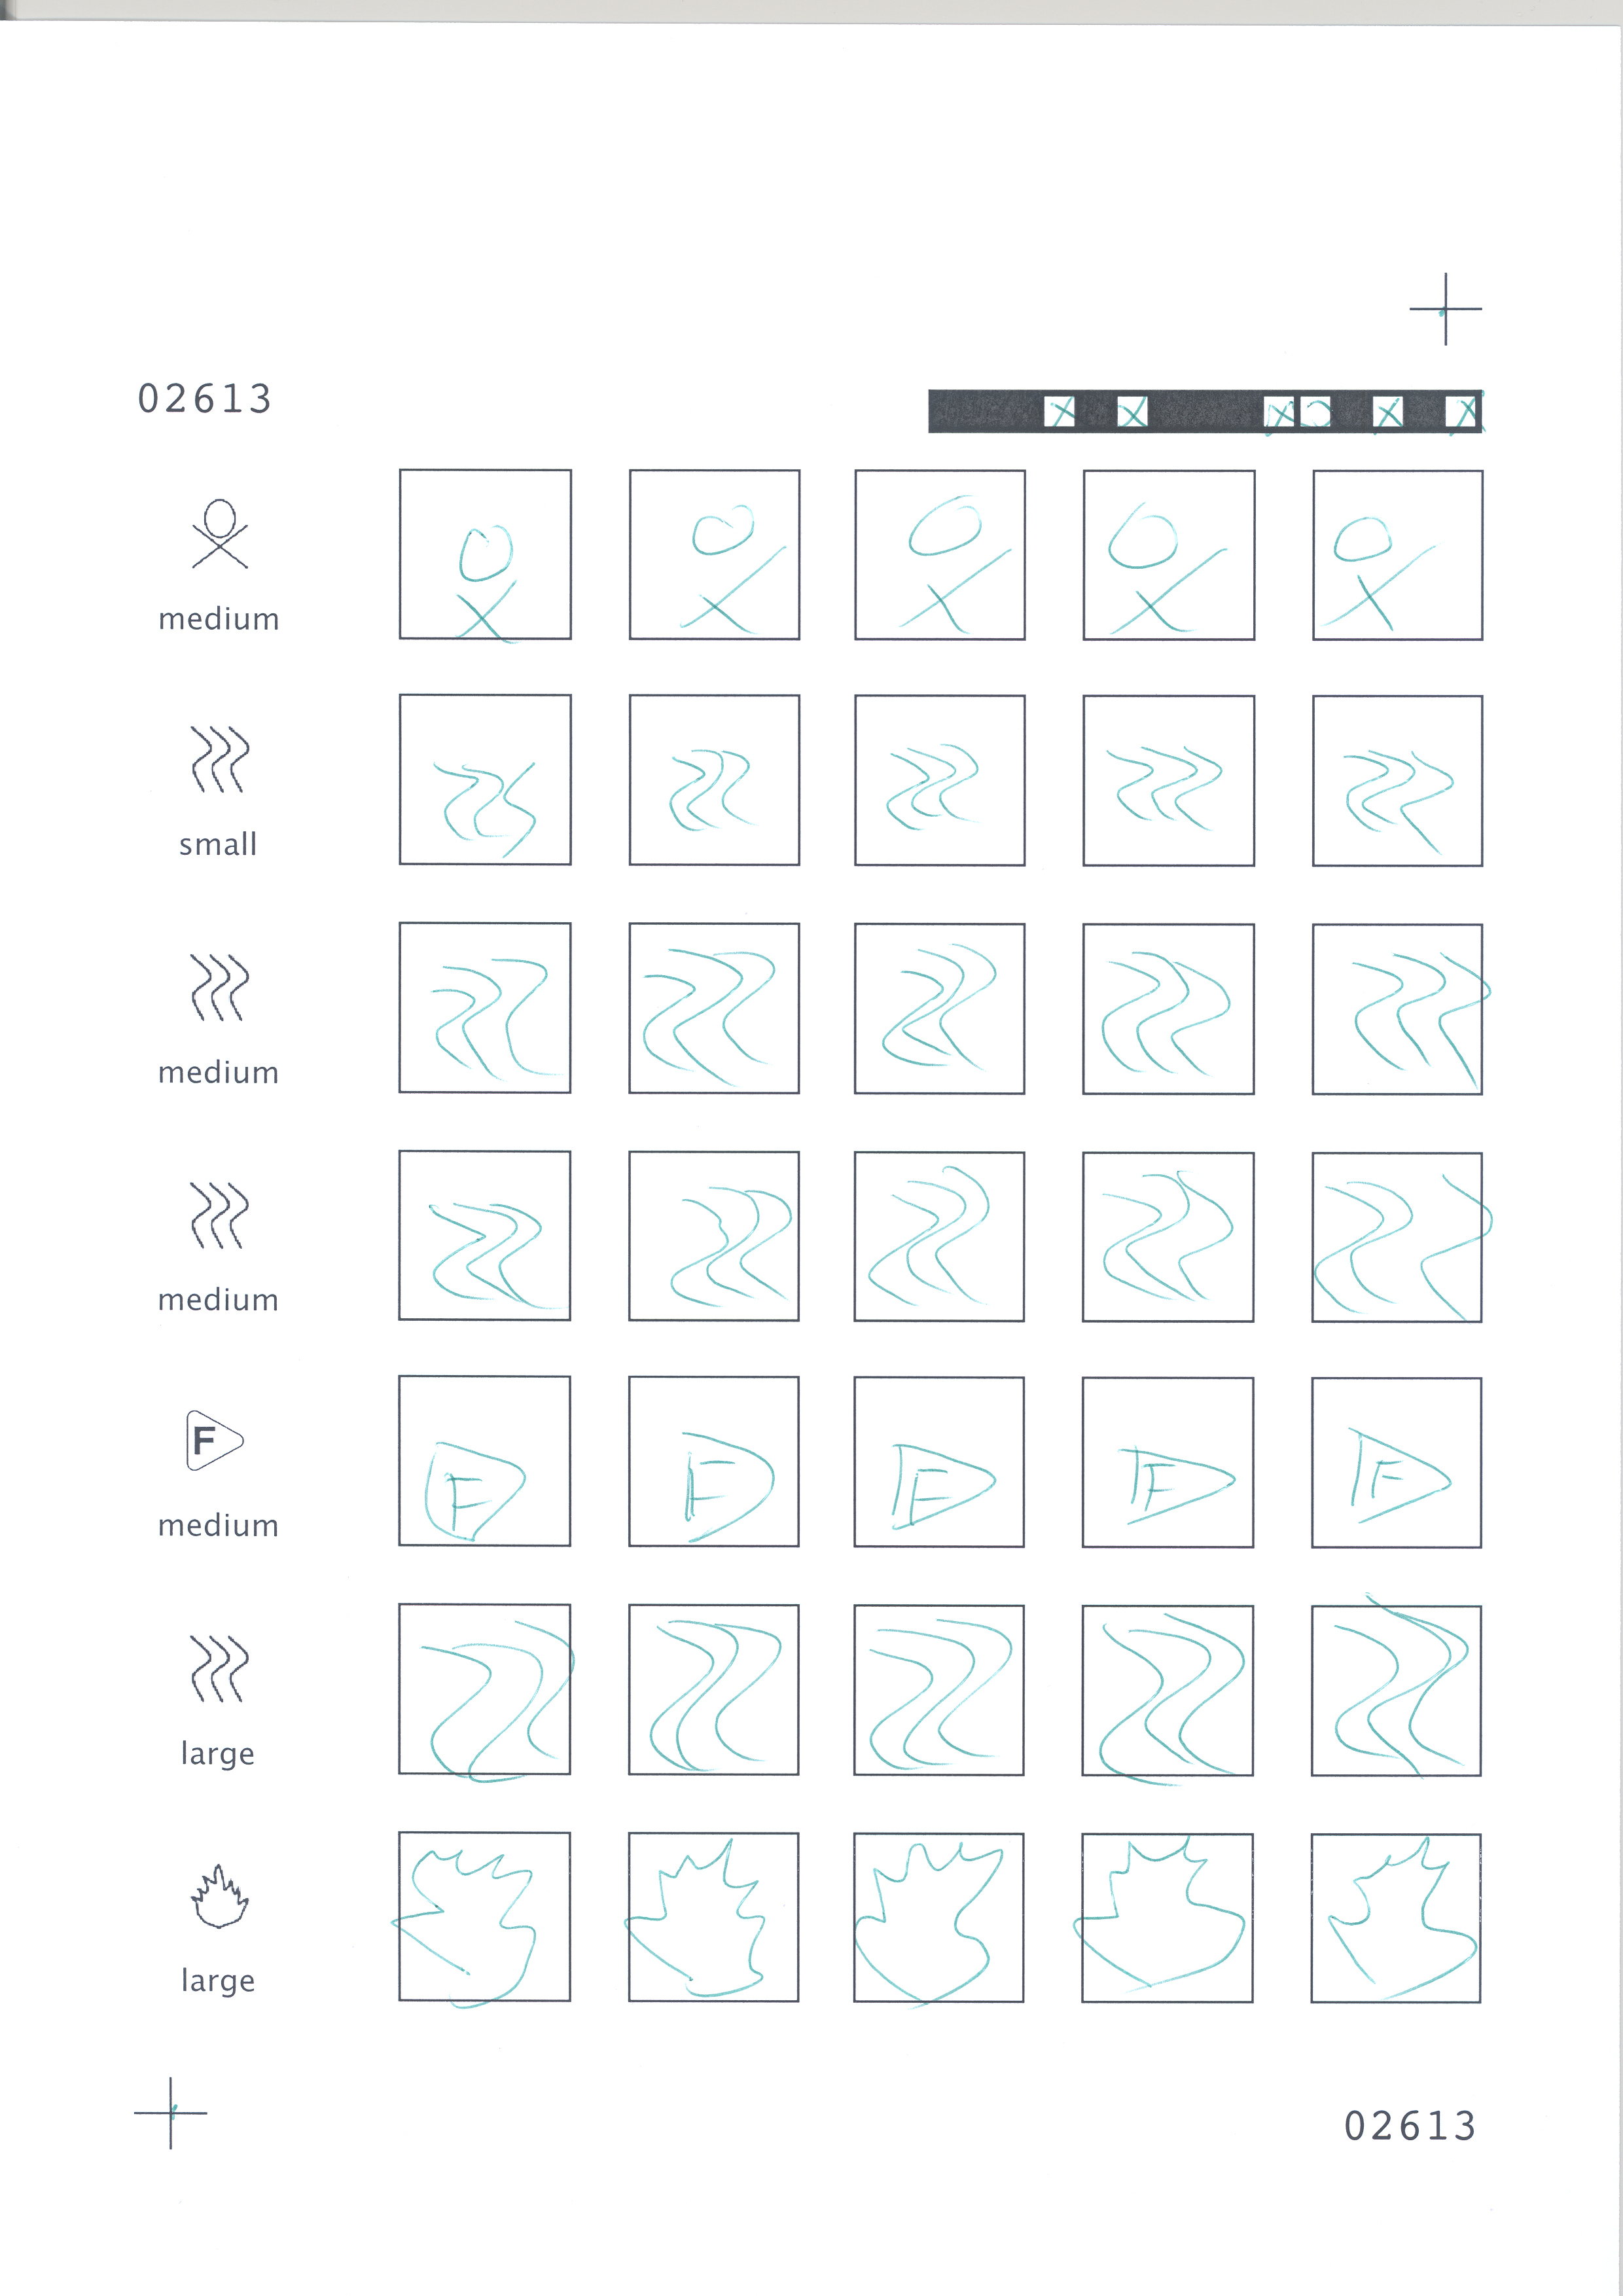 02613
X X X O X X
medium
small
medium
medium
F
F F F F F
medium
large
large
02613